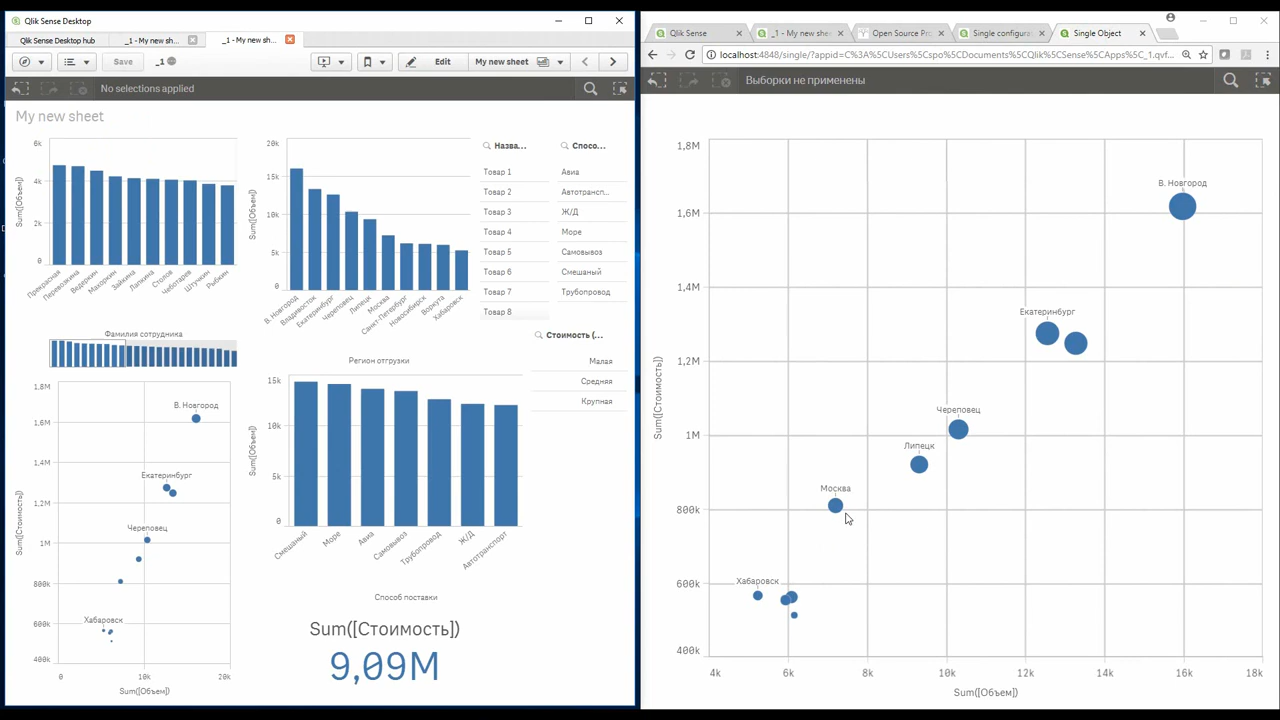 Qlik Sense Desktop
Qlik Sense Desktop hub
_1 - My new sh...
_1 - My new sh...
Save
_1
Edit
My new sheet
No selections applied
My new sheet
6k
4k
2k
0
Sum([Объем])
Прекрасная
Перевожкина
Ведёркин
Махоркин
Зайкина
Лапкина
Столов
Чеботарев
Штучкин
Рыбкин
Фамилия сотрудника
20k
15k
10k
5k
0
Sum([Объем])
В. Новгород
Владивосток
Екатеринбург
Череповец
Липецк
Москва
Санкт-Петербург
Новосибирск
Воркута
Хабаровск
Регион отгрузки
Назва...
Товар 1
Товар 2
Товар 3
Товар 4
Товар 5
Товар 6
Товар 7
Товар 8
Спосо...
Авиа
Автотрансп...
Ж/Д
Море
Самовывоз
Смешаный
Трубопровод
Стоимость (...
Малая
Средняя
Крупная
1,8M
1,6M
1,4M
1,2M
1M
800k
600k
400k
Sum([Стоимость])
В. Новгород
Екатеринбург
Череповец
Хабаровск
0
10k
20k
Sum([Объем])
15k
10k
5k
0
Sum([Объем])
Смешаный
Море
Авиа
Самовывоз
Трубопровод
Ж/Д
Автотранспорт
Способ поставки
Sum([Стоимость])
9,09M
Qlik Sense
_1 - My new shee
Open Source Pro
Single configurat
Single Object
localhost:4848/single/?appid=C%3A%5CUsers%5Cspo%5CDocuments%5CQlik%5CSense%5CApps%5C_1.qvf...
Выборки не применены
1,8M
1,6M
1,4M
1,2M
1M
800k
600k
400k
Sum([Стоимость])
В. Новгород
Екатеринбург
Череповец
Липецк
Москва
Хабаровск
4k
6k
8k
10k
12k
14k
16k
18k
Sum([Объем])